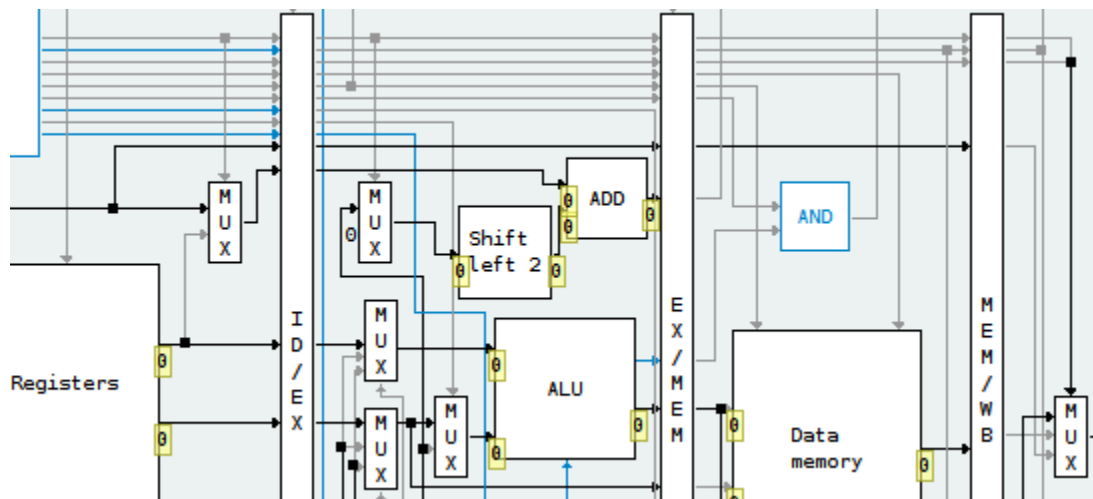 M
U
X
M
U
X
0
Shift
left 2
0
0
ADD
0
0
0
AND
I
D
/
E
X
E
X
/
M
E
M
M
E
M
/
W
B
Registers
0
0
M
U
X
M
U
X
M
U
X
ALU
0
0
0
Data
memory
0
0
0
M
U
X